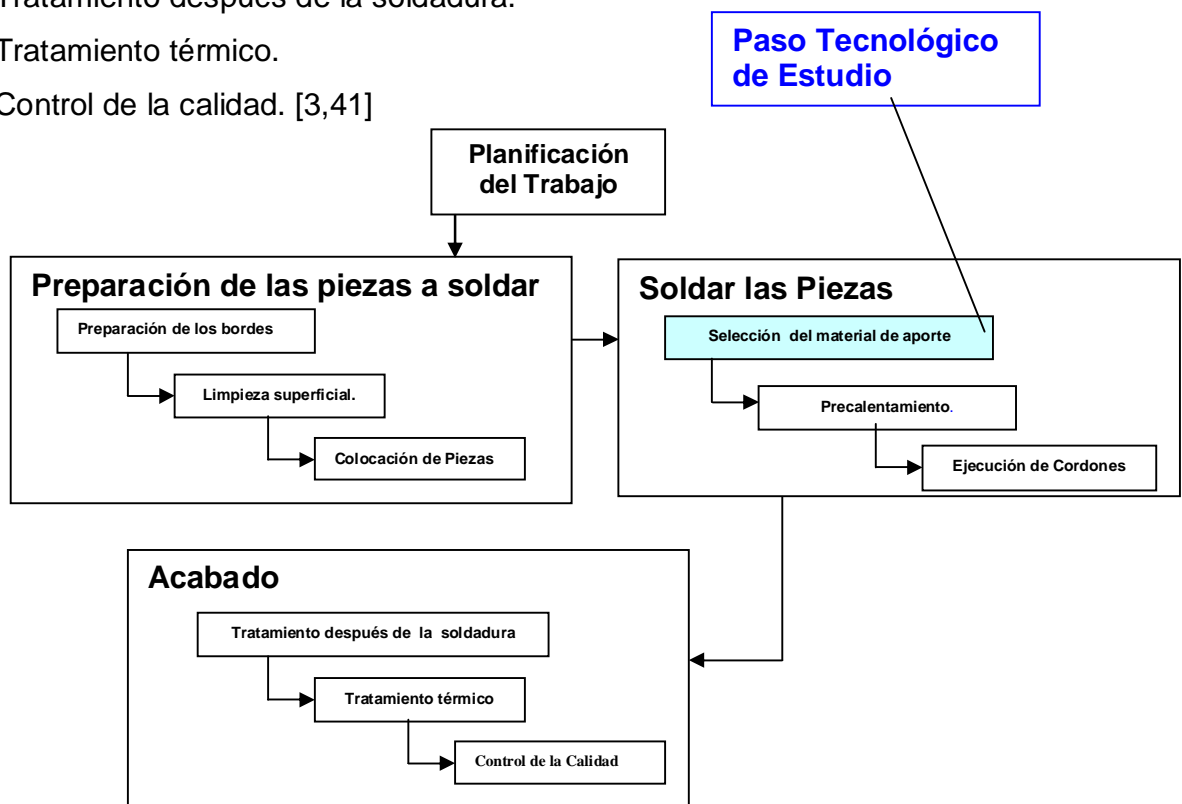 Tratamiento después de la soldadura.
Tratamiento térmico.
Control de la calidad. [3,41]
Paso Tecnológico
de Estudio
Planificación
del Trabajo
Preparación de las piezas a soldar
Preparación de los bordes
Limpieza superficial.
Colocación de Piezas
Soldar las Piezas
Selección del material de aporte
Precalentamiento.
Ejecución de Cordones
Acabado
Tratamiento después de la soldadura
Tratamiento térmico
Control de la Calidad